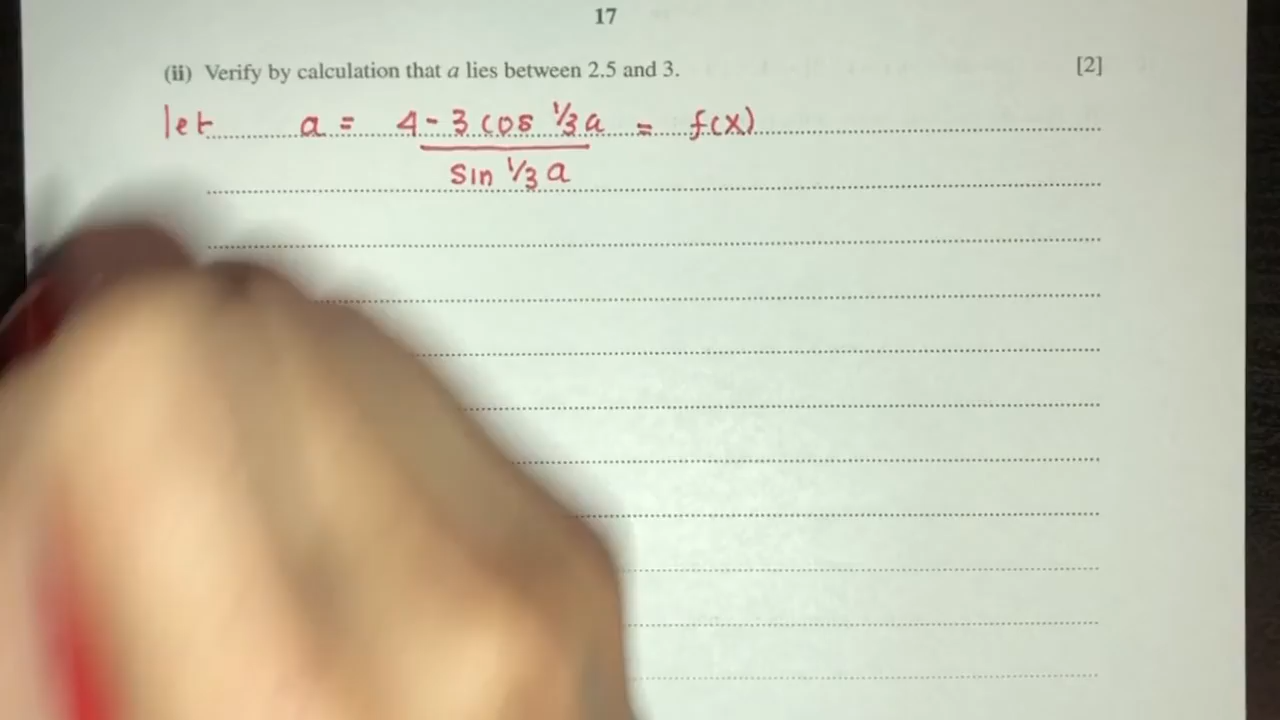 17
(ii) Verify by calculation that a lies between 2.5 and 3. [2]
let a = 4 - 3 cos 1/3 a = f(x)
sin 1/3 a